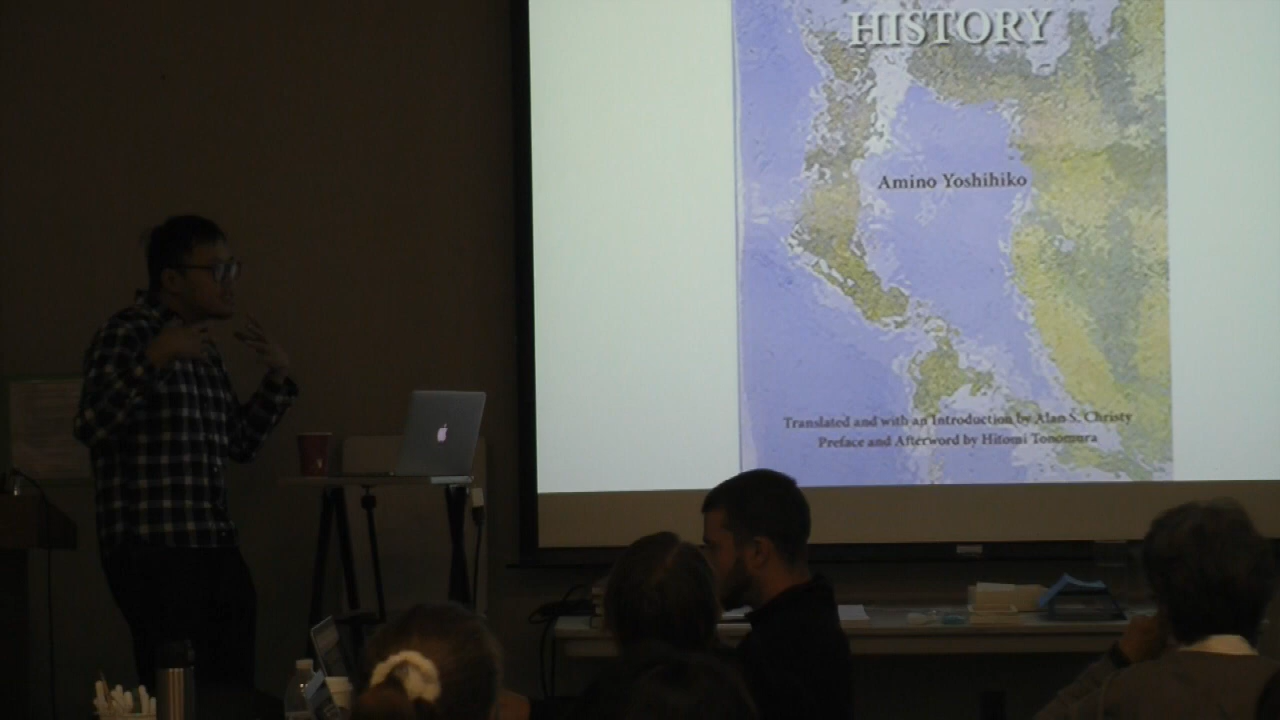 HISTORY
Amino Yoshihiko
Translated and with an Introduction by Alan S. Christy
Preface and Afterword by Hitomi Tonomura